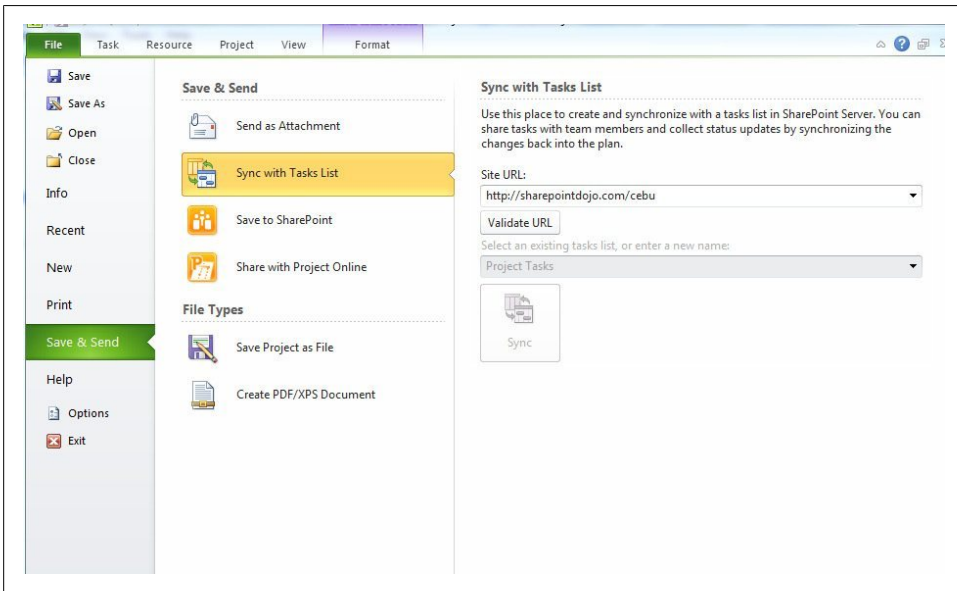 File Task Resource Project View Format
Save
Save As
Open
Close
Info
Recent
New
Print
Save & Send
Help
Options
Exit
Save & Send
Send as Attachment
Sync with Tasks List
Save to SharePoint
Share with Project Online
File Types
Save Project as File
Create PDF/XPS Document
Sync with Tasks List
Use this place to create and synchronize with a tasks list in SharePoint Server. You can
share tasks with team members and collect status updates by synchronizing the
changes back into the plan.
Site URL:
http://sharepointdojo.com/cebu
Validate URL
Select an existing tasks list, or enter a new name:
Project Tasks
Sync